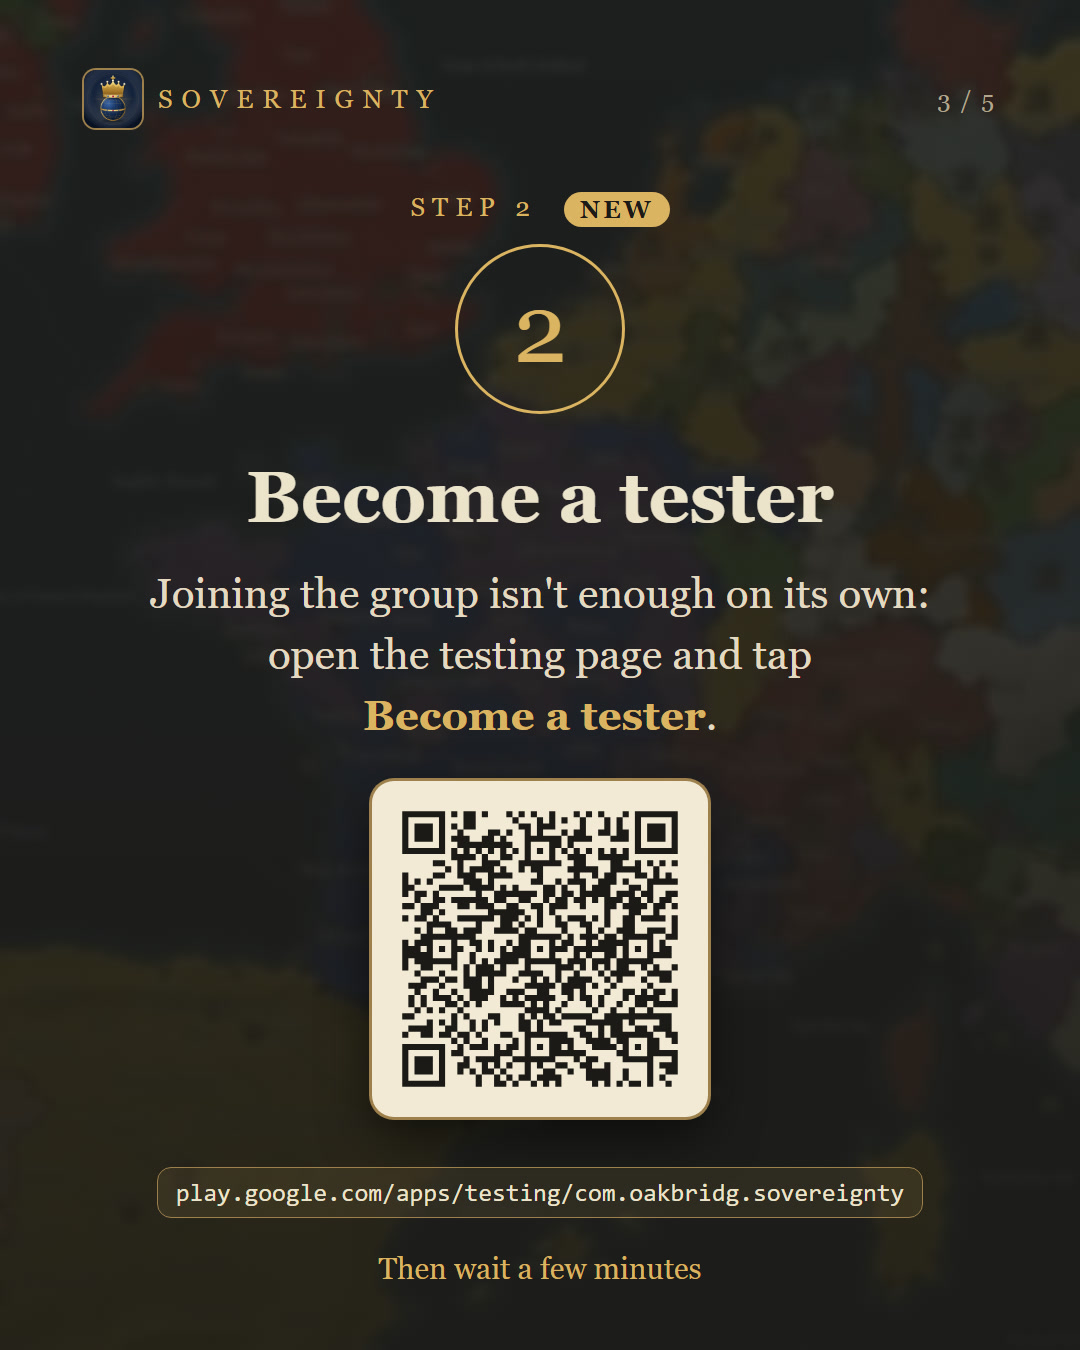 SOVEREIGNTY
3 / 5
STEP 2 NEW
2
Become a tester
Joining the group isn't enough on its own:
open the testing page and tap
Become a tester.
play.google.com/apps/testing/com.oakbridg.sovereignty
Then wait a few minutes